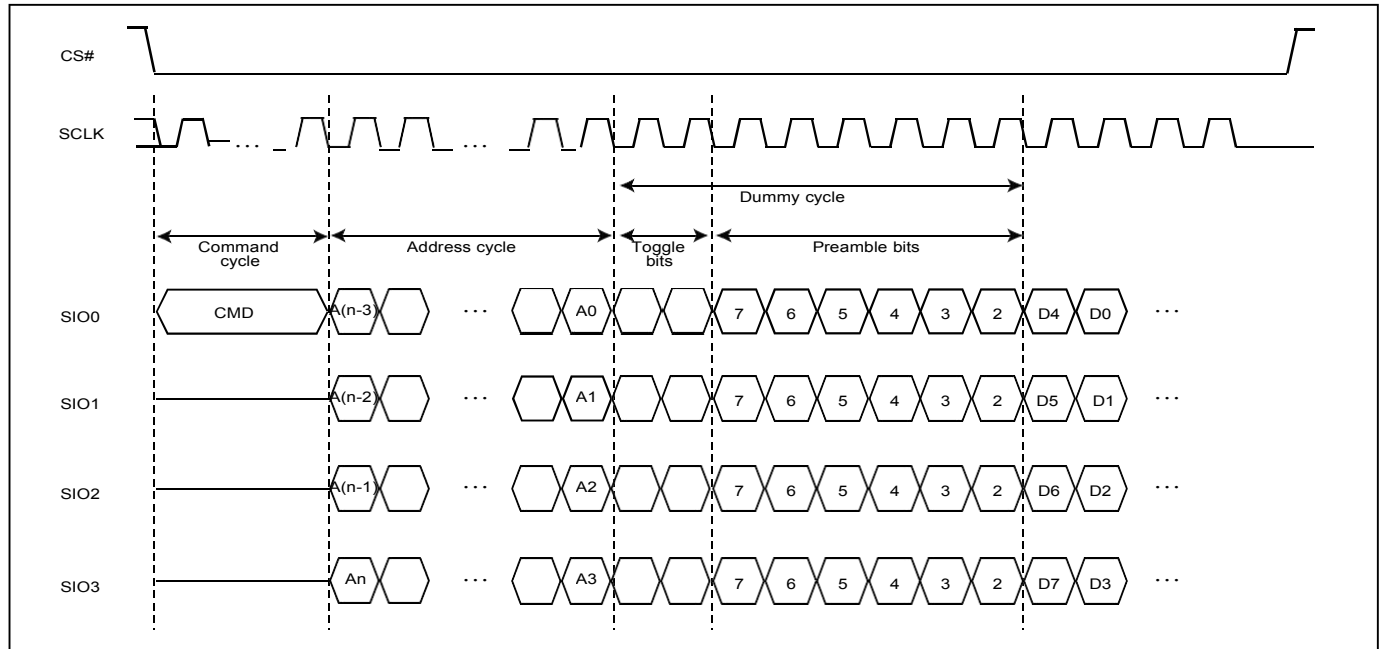 CS#
SCLK
... ...
Dummy cycle
Command cycle Address cycle Toggle bits Preamble bits
SIO0 CMD A(n-3) ... A0 7 6 5 4 3 2 D4 D0 ...
SIO1 A(n-2) ... A1 7 6 5 4 3 2 D5 D1 ...
SIO2 A(n-1) ... A2 7 6 5 4 3 2 D6 D2 ...
SIO3 An ... A3 7 6 5 4 3 2 D7 D3 ...